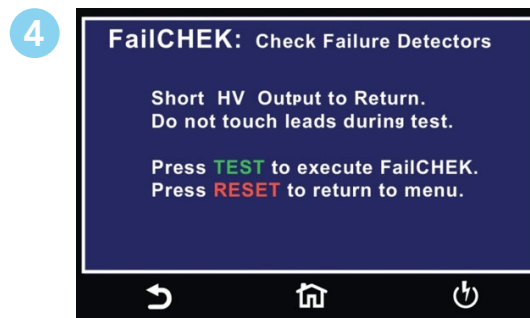 4
FailCHEK: Check Failure Detectors
Short HV Output to Return.
Do not touch leads during test.
Press TEST to execute FailCHEK.
Press RESET to return to menu.